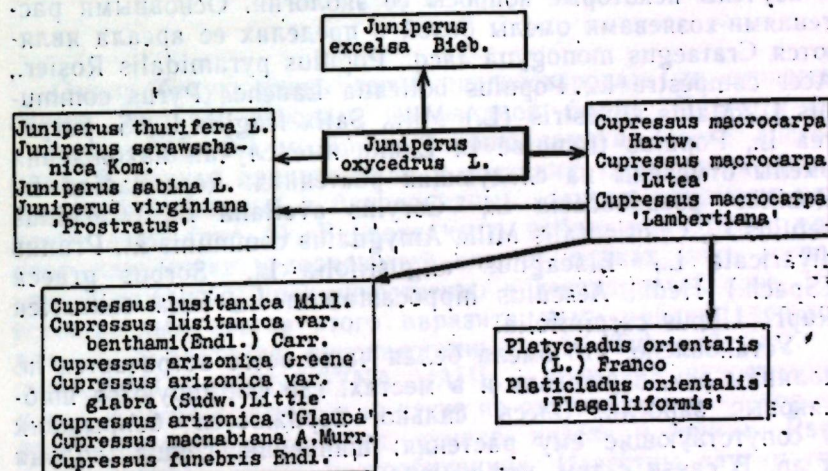 Juniperus
excelsa Bieb.
Juniperus thurifera L.
Juniperus serawscha-
nica Kom.
Juniperus sabina L.
Juniperus virginiana
'Prostratus'
Juniperus
oxycedrus L.
Cupressus macrocarpa
Hartw.
Cupressus macrocarpa
'Lutea'
Cupressus macrocarpa
'Lambertiana'
Cupressus lusitanica Mill.
Cupressus lusitanica var.
benthami(Endl.) Carr.
Cupressus arizonica Greene
Cupressus arizonica var.
glabra (Sudw.)Little
Cupressus arizonica 'Glauca'
Cupressus macnabiana A.Murr.
Cupressus funebris Endl.
Platycladus orientalis
(L.) Franco
Platicladus orientalis
'Flagelliformis'